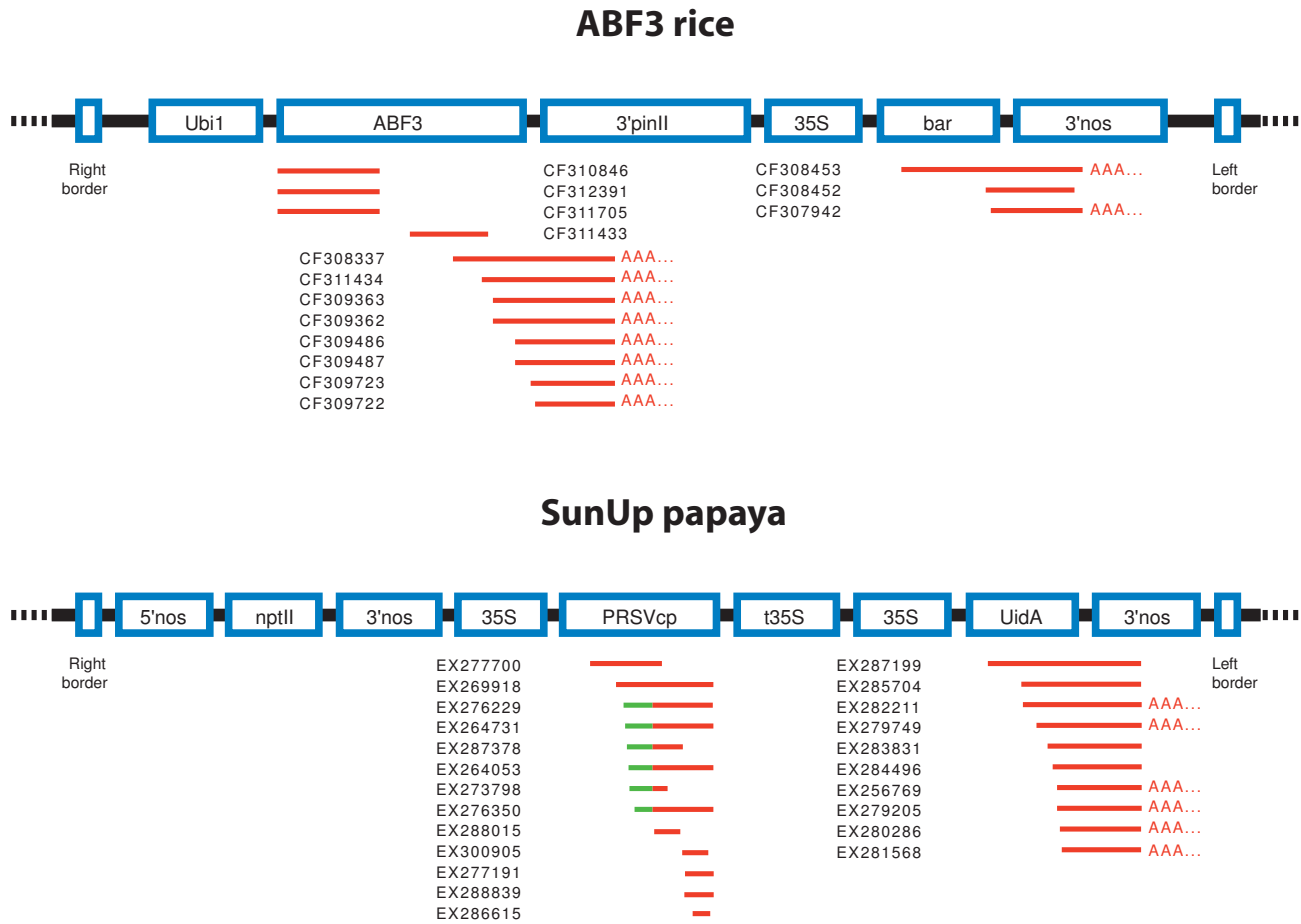 ABF3 rice
Ubi1 ABF3 3'pinII 35S bar 3'nos
Right border
Left border
CF310846
CF312391
CF311705
CF311433
CF308453 AAA...
CF308452
CF307942 AAA...
CF308337 AAA...
CF311434 AAA...
CF309363 AAA...
CF309362 AAA...
CF309486 AAA...
CF309487 AAA...
CF309723 AAA...
CF309722 AAA...
SunUp papaya
5'nos nptII 3'nos 35S PRSVcp t35S 35S UidA 3'nos
Right border
Left border
EX277700
EX269918
EX276229
EX264731
EX287378
EX264053
EX273798
EX276350
EX288015
EX300905
EX277191
EX288839
EX286615
EX287199
EX285704
EX282211 AAA...
EX279749 AAA...
EX283831
EX284496
EX256769 AAA...
EX279205 AAA...
EX280286 AAA...
EX281568 AAA...